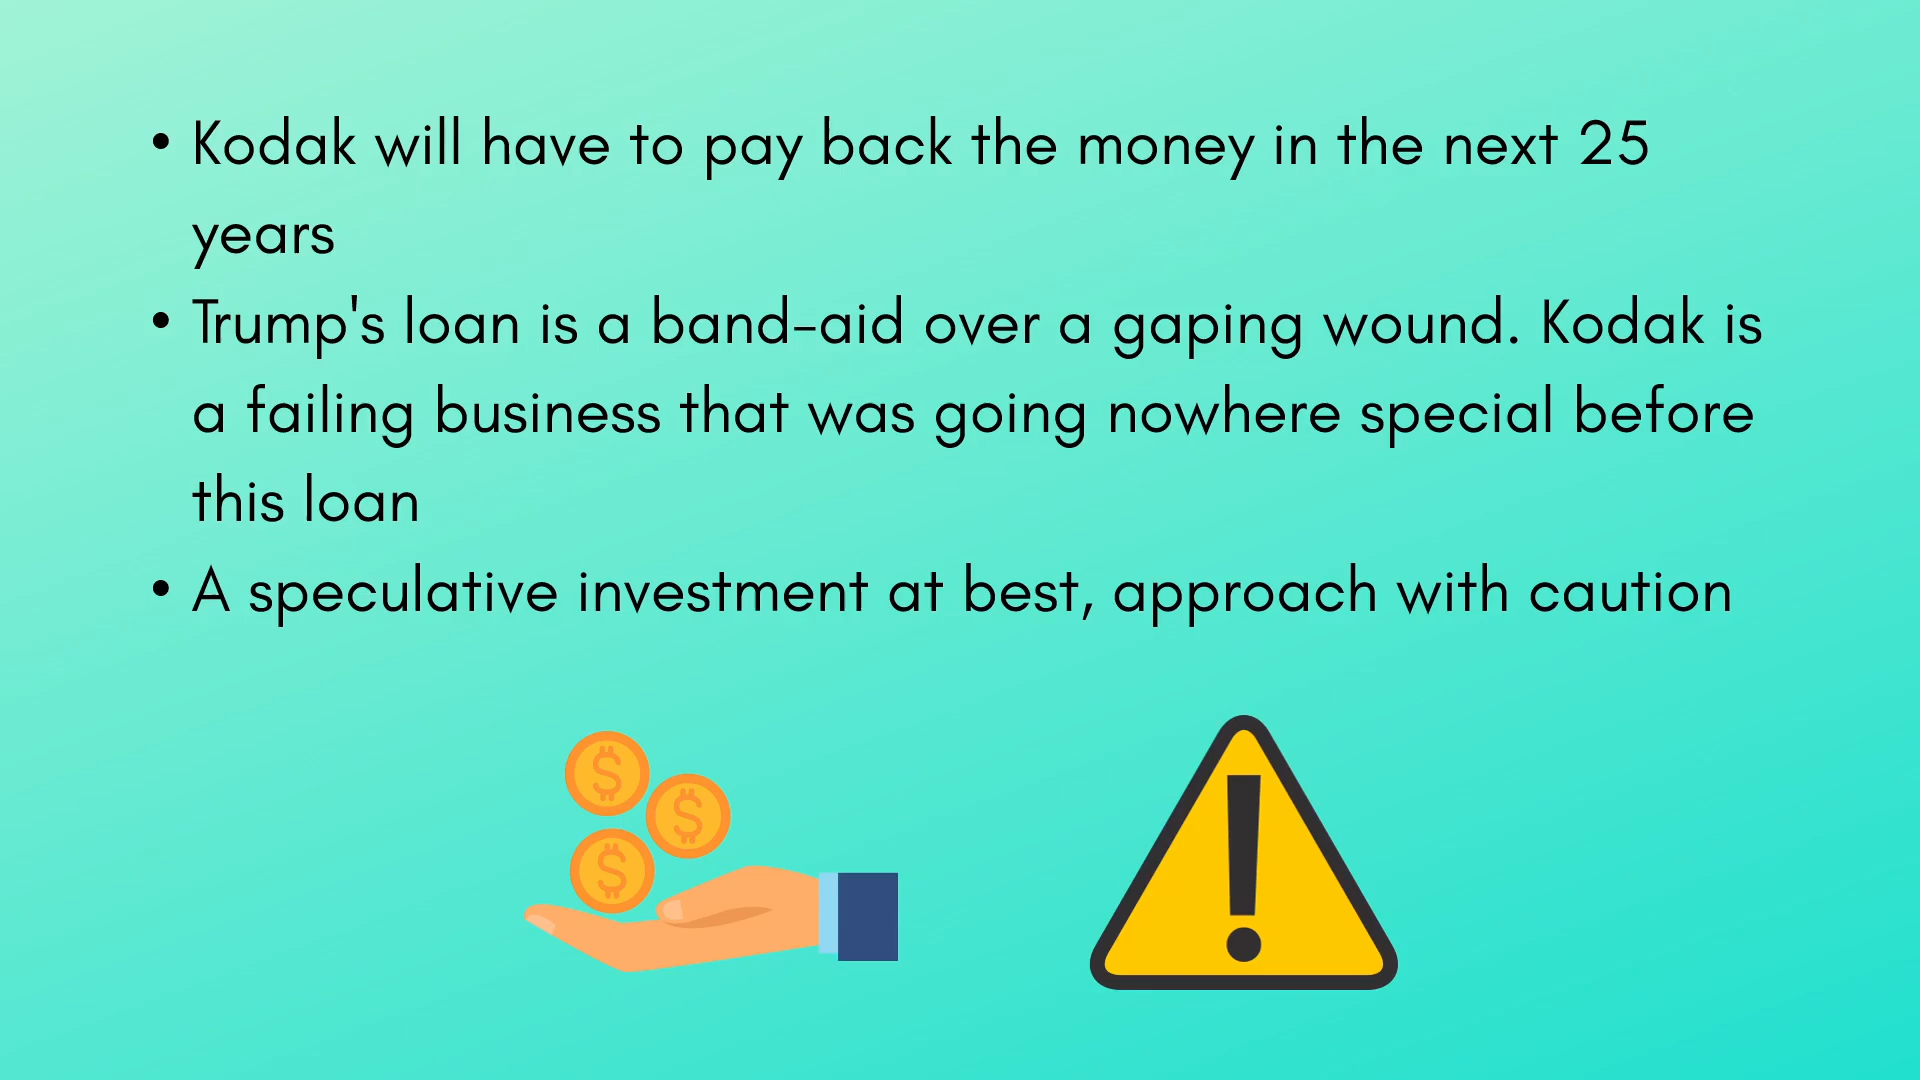 • Kodak will have to pay back the money in the next 25
years
• Trump's loan is a band-aid over a gaping wound. Kodak is
a failing business that was going nowhere special before
this loan
• A speculative investment at best, approach with caution
$
$
$
!